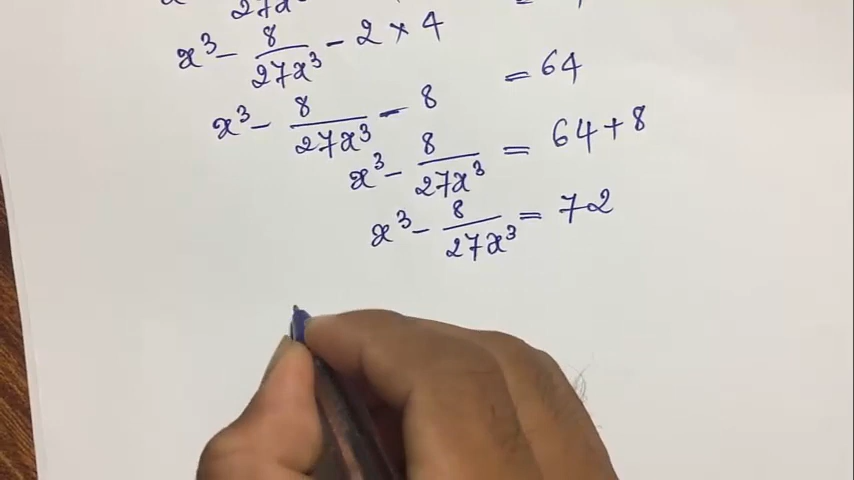 27x
x³ - 8/27x³ - 2 × 4
x³ - 8/27x³ - 8 = 64
x³ - 8/27x³ = 64 + 8
x³ - 8/27x³ = 72